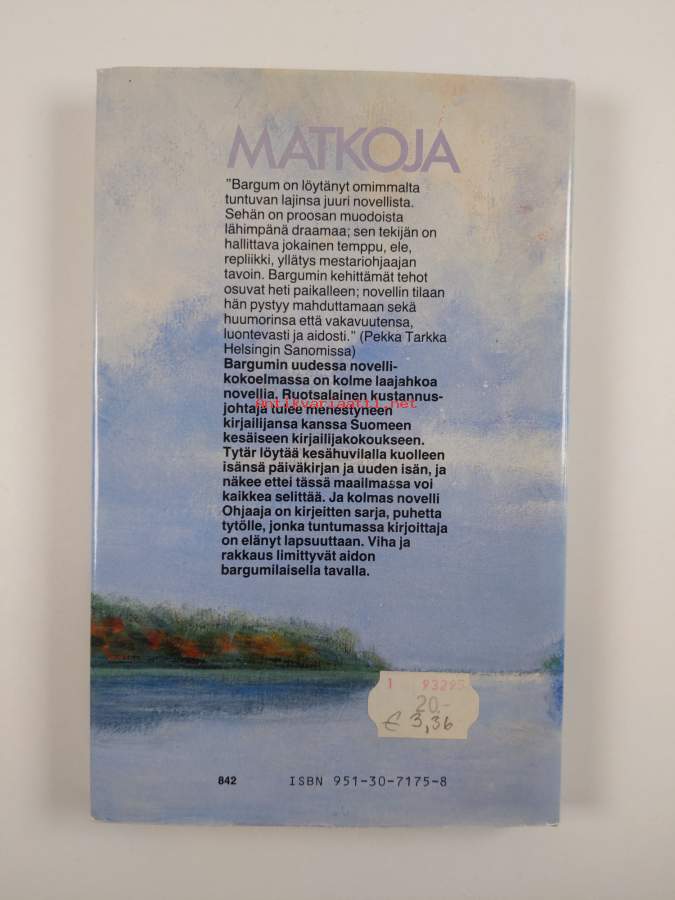 MATKOJA
”Bargum on löytänyt omimmalta
tuntuvan lajinsa juuri novellista.
Sehän on proosan muodoista
lähimpänä draamaa; sen tekijän on
hallittava jokainen temppu, ele,
repliikki, yllätys mestariohjaajan
tavoin. Bargumin kehittämät tehot
osuvat heti paikalleen; novellin tilaan
hän pystyy mahduttamaan sekä
huumorinsa että vakavuutensa,
luontevasti ja aidosti.” (Pekka Tarkka
Helsingin Sanomissa)
Bargumin uudessa novelli-
kokoelmassa on kolme laajahkoa
novellia. Ruotsalainen kustannus-
antikvariaatti.net
johtaja tulee menestyneen
kirjailijansa kanssa Suomeen
kesäiseen kirjailijakokoukseen.
Tytär löytää kesähuvilalla kuolleen
isänsä päiväkirjan ja uuden isän, ja
näkee ettei tässä maailmassa voi
kaikkea selittää. Ja kolmas novelli
Ohjaaja on kirjeitten sarja, puhetta
tytölle, jonka tuntumassa kirjoittaja
on elänyt lapsuuttaan. Viha ja
rakkaus limittyvät aidon
bargumilaisella tavalla.
1 93295
20.-
€ 3,36
842 ISBN 951-30-7175-8